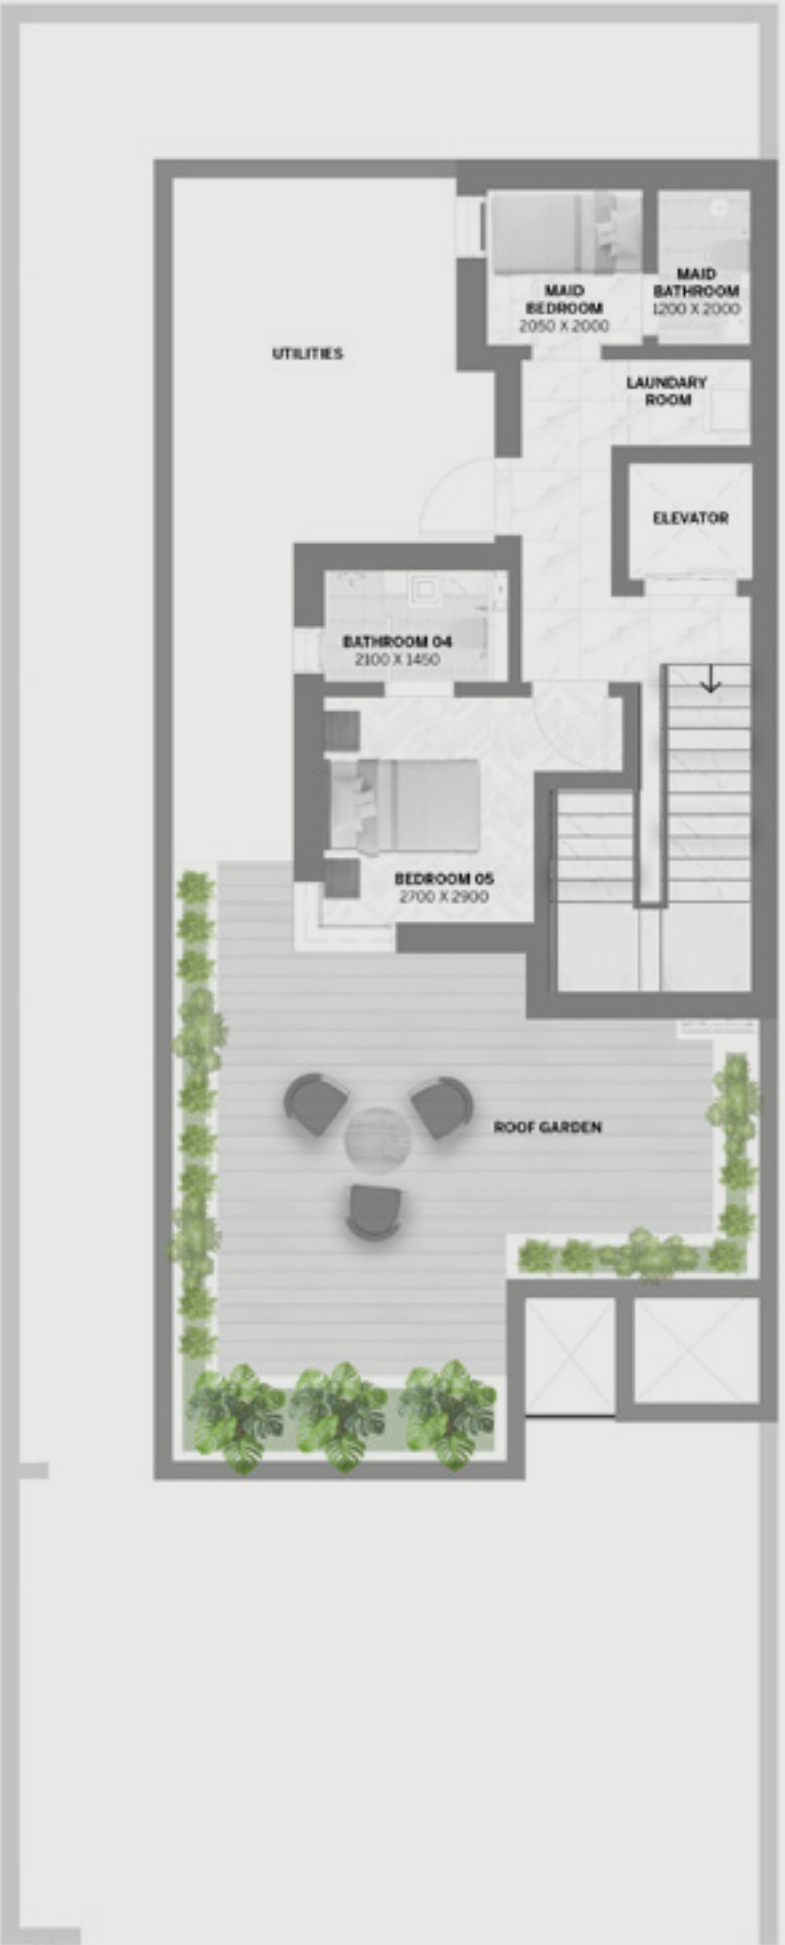 MAID
BEDROOM
2050 X 2000
MAID
BATHROOM
1200 X 2000
UTILITIES
LAUNDARY
ROOM
ELEVATOR
BATHROOM 04
2100 X 1450
BEDROOM 05
2700 X 2900
ROOF GARDEN